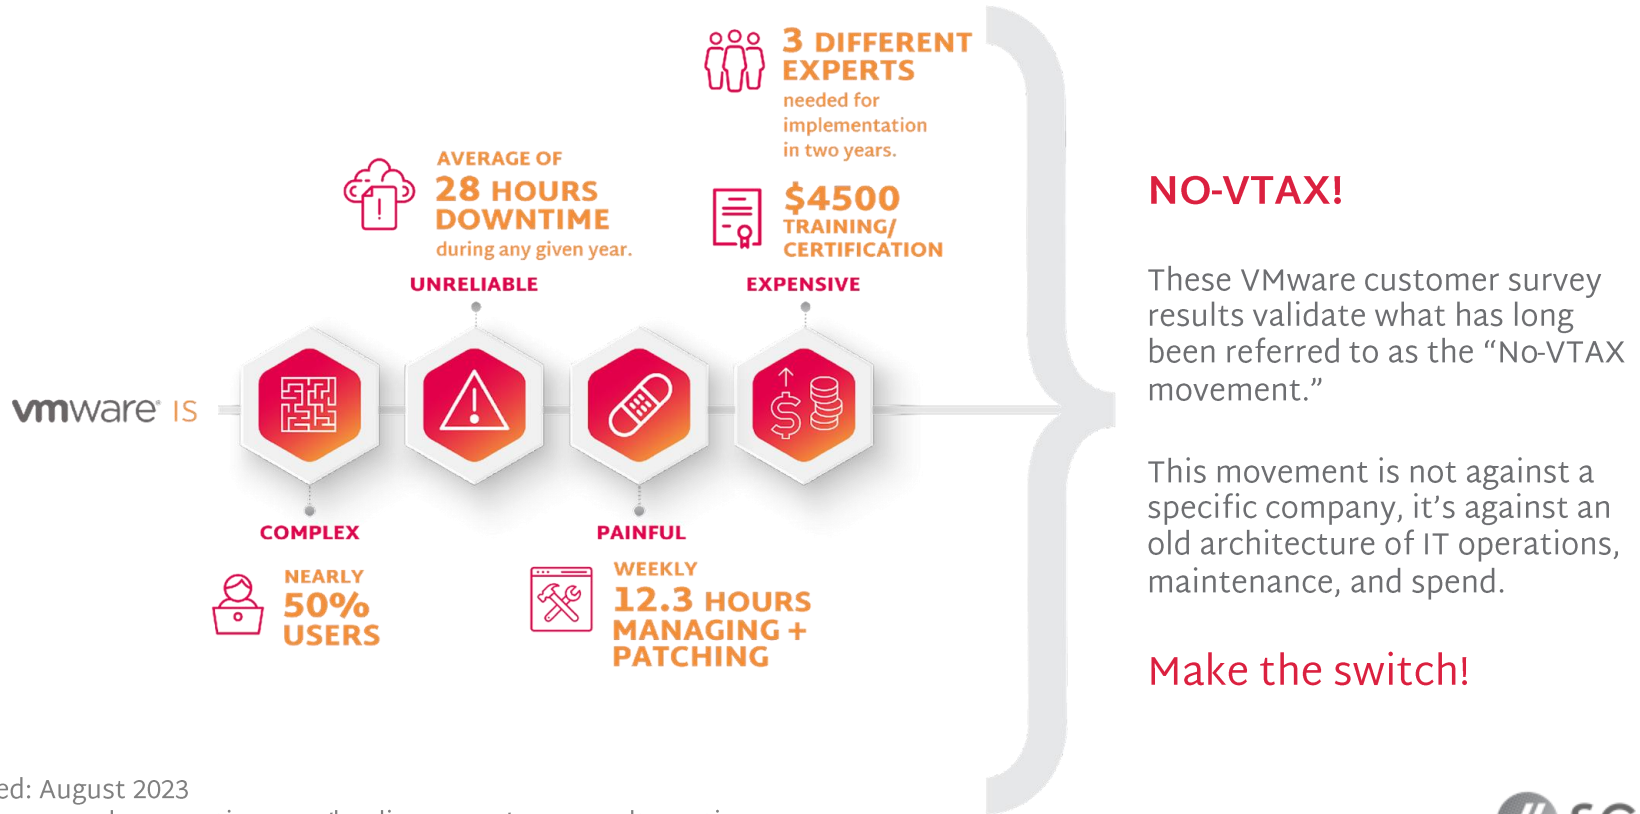 3 DIFFERENT
EXPERTS
needed for
implementation
in two years.
AVERAGE OF
28 HOURS
DOWNTIME
during any given year.
$4500
TRAINING/
CERTIFICATION
UNRELIABLE
EXPENSIVE
vmware® IS
COMPLEX
NEARLY
50%
USERS
PAINFUL
WEEKLY
12.3 HOURS
MANAGING +
PATCHING
NO-VTAX!
These VMware customer survey
results validate what has long
been referred to as the “No-VTAX
movement.”
This movement is not against a
specific company, it’s against an
old architecture of IT operations,
maintenance, and spend.
Make the switch!
ed: August 2023